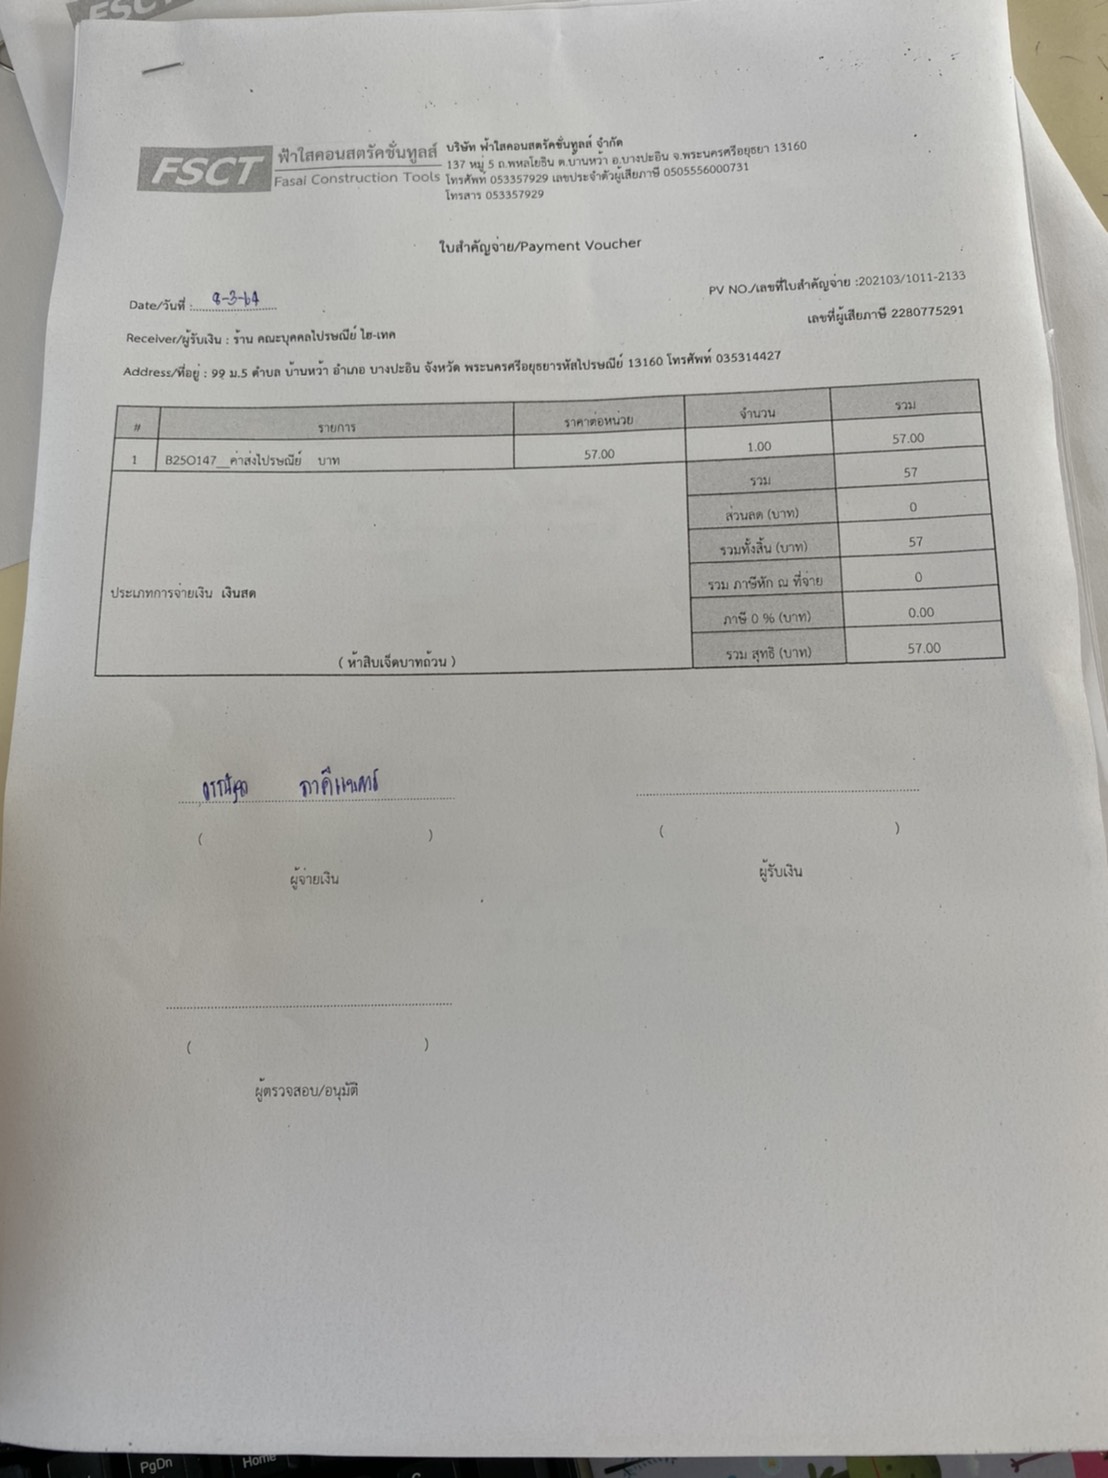 FSCT
ฟ้าใสคอนสตรัคชั่นทูลส์
Fasai Construction Tools
บริษัท ฟ้าใสคอนสตรัคชั่นทูลส์ จำกัด
137 หมู่ 5 ถ.พหลโยธิน ต.บ้านหว้า อ.บางปะอิน จ.พระนครศรีอยุธยา 13160
โทรศัพท์ 053357929 เลขประจำตัวผู้เสียภาษี 0505556000731
โทรสาร 053357929
ใบสำคัญจ่าย/Payment Voucher
PV NO./เลขที่ใบสำคัญจ่าย :202103/1011-2133
Date/วันที่ : 8-3-64
เลขที่ผู้เสียภาษี 2280775291
Receiver/ผู้รับเงิน : ร้าน คณะบุคคลไปรษณีย์ ไฮ-เทค
Address/ที่อยู่ : 99 ม.5 ตำบล บ้านหว้า อำเภอ บางปะอิน จังหวัด พระนครศรีอยุธยารหัสไปรษณีย์ 13160 โทรศัพท์ 035314427
# รายการ ราคาต่อหน่วย จำนวน รวม
1 B250147__ค่าส่งไปรษณีย์ บาท 57.00 1.00 57.00
รวม 57
ส่วนลด (บาท) 0
รวมทั้งสิ้น (บาท) 57
รวม ภาษีหัก ณ ที่จ่าย 0
ประเภทการจ่ายเงิน เงินสด
ภาษี 0 % (บาท) 0.00
( ห้าสิบเจ็ดบาทถ้วน ) รวม สุทธิ (บาท) 57.00
( ) ( )
ผู้จ่ายเงิน ผู้รับเงิน
( )
ผู้ตรวจสอบ/อนุมัติ
PgDn Home